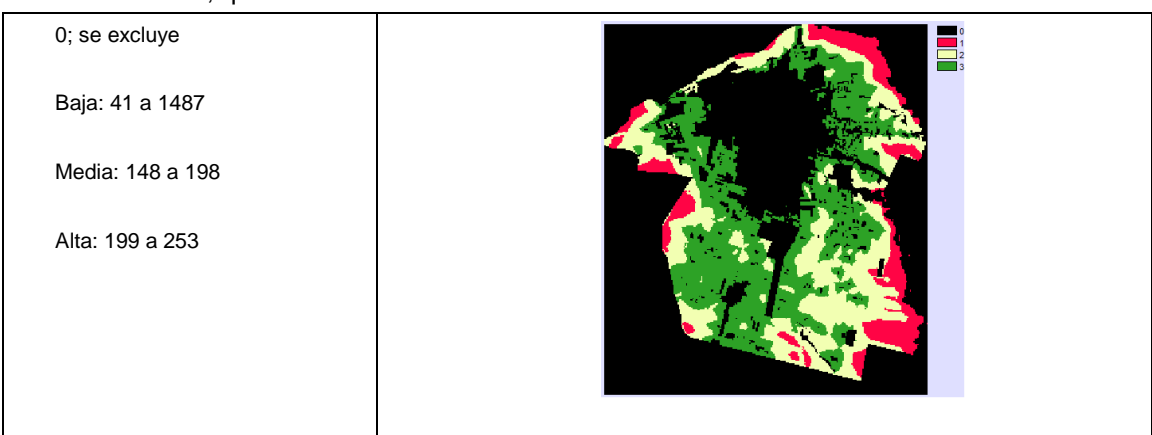 0; se excluye
Baja: 41 a 1487
Media: 148 a 198
Alta: 199 a 253
0
1
2
3